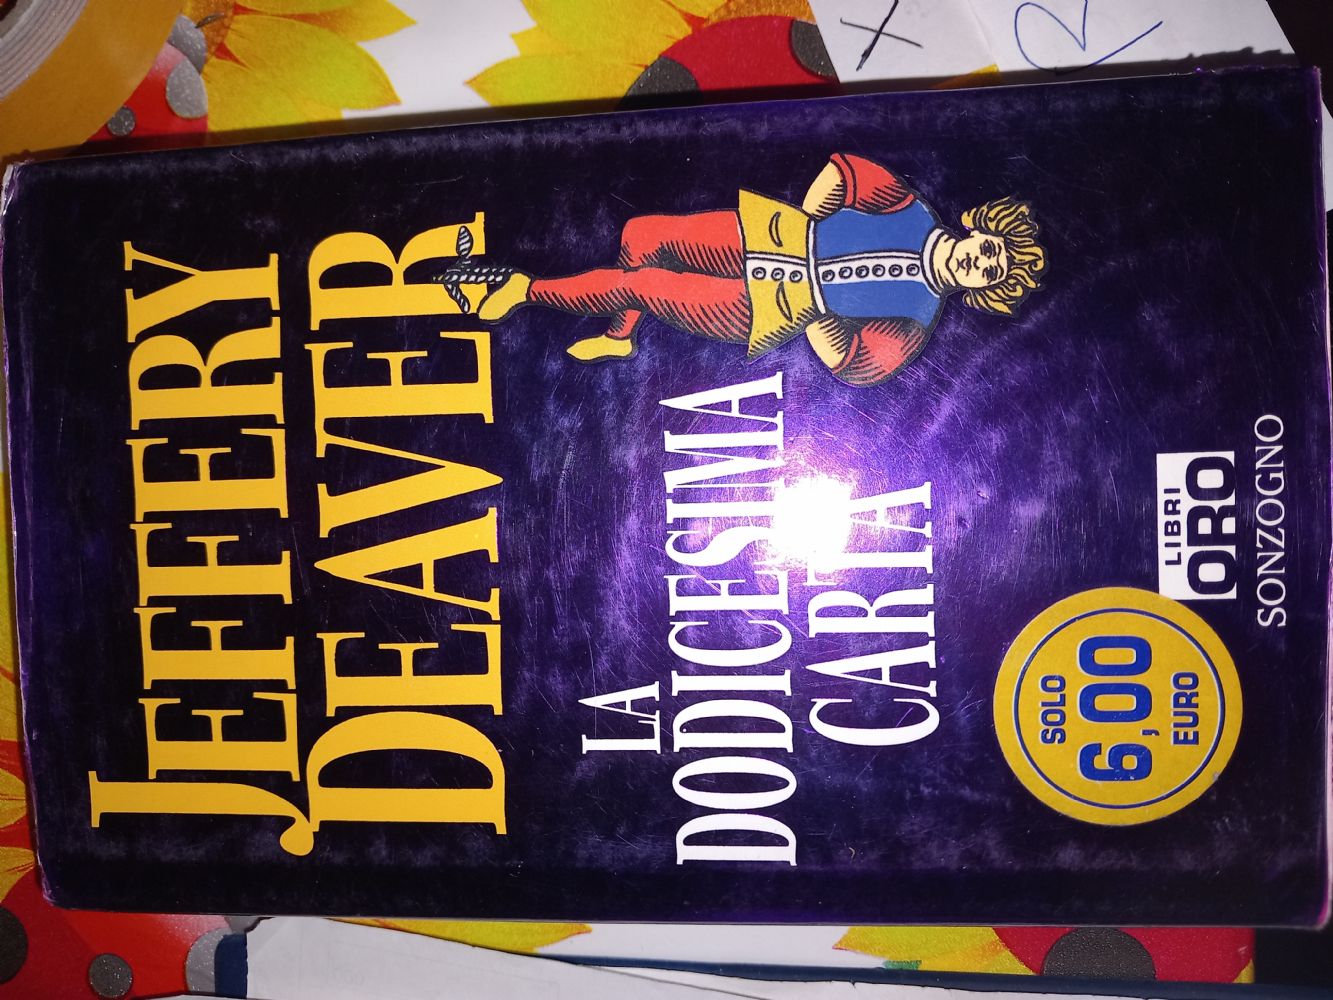 JEFFERY
DEAVER
LA
DODICESIMA
CARTA
SOLO
6,00
EURO
LIBRI
ORO
SONZOGNO
X
R